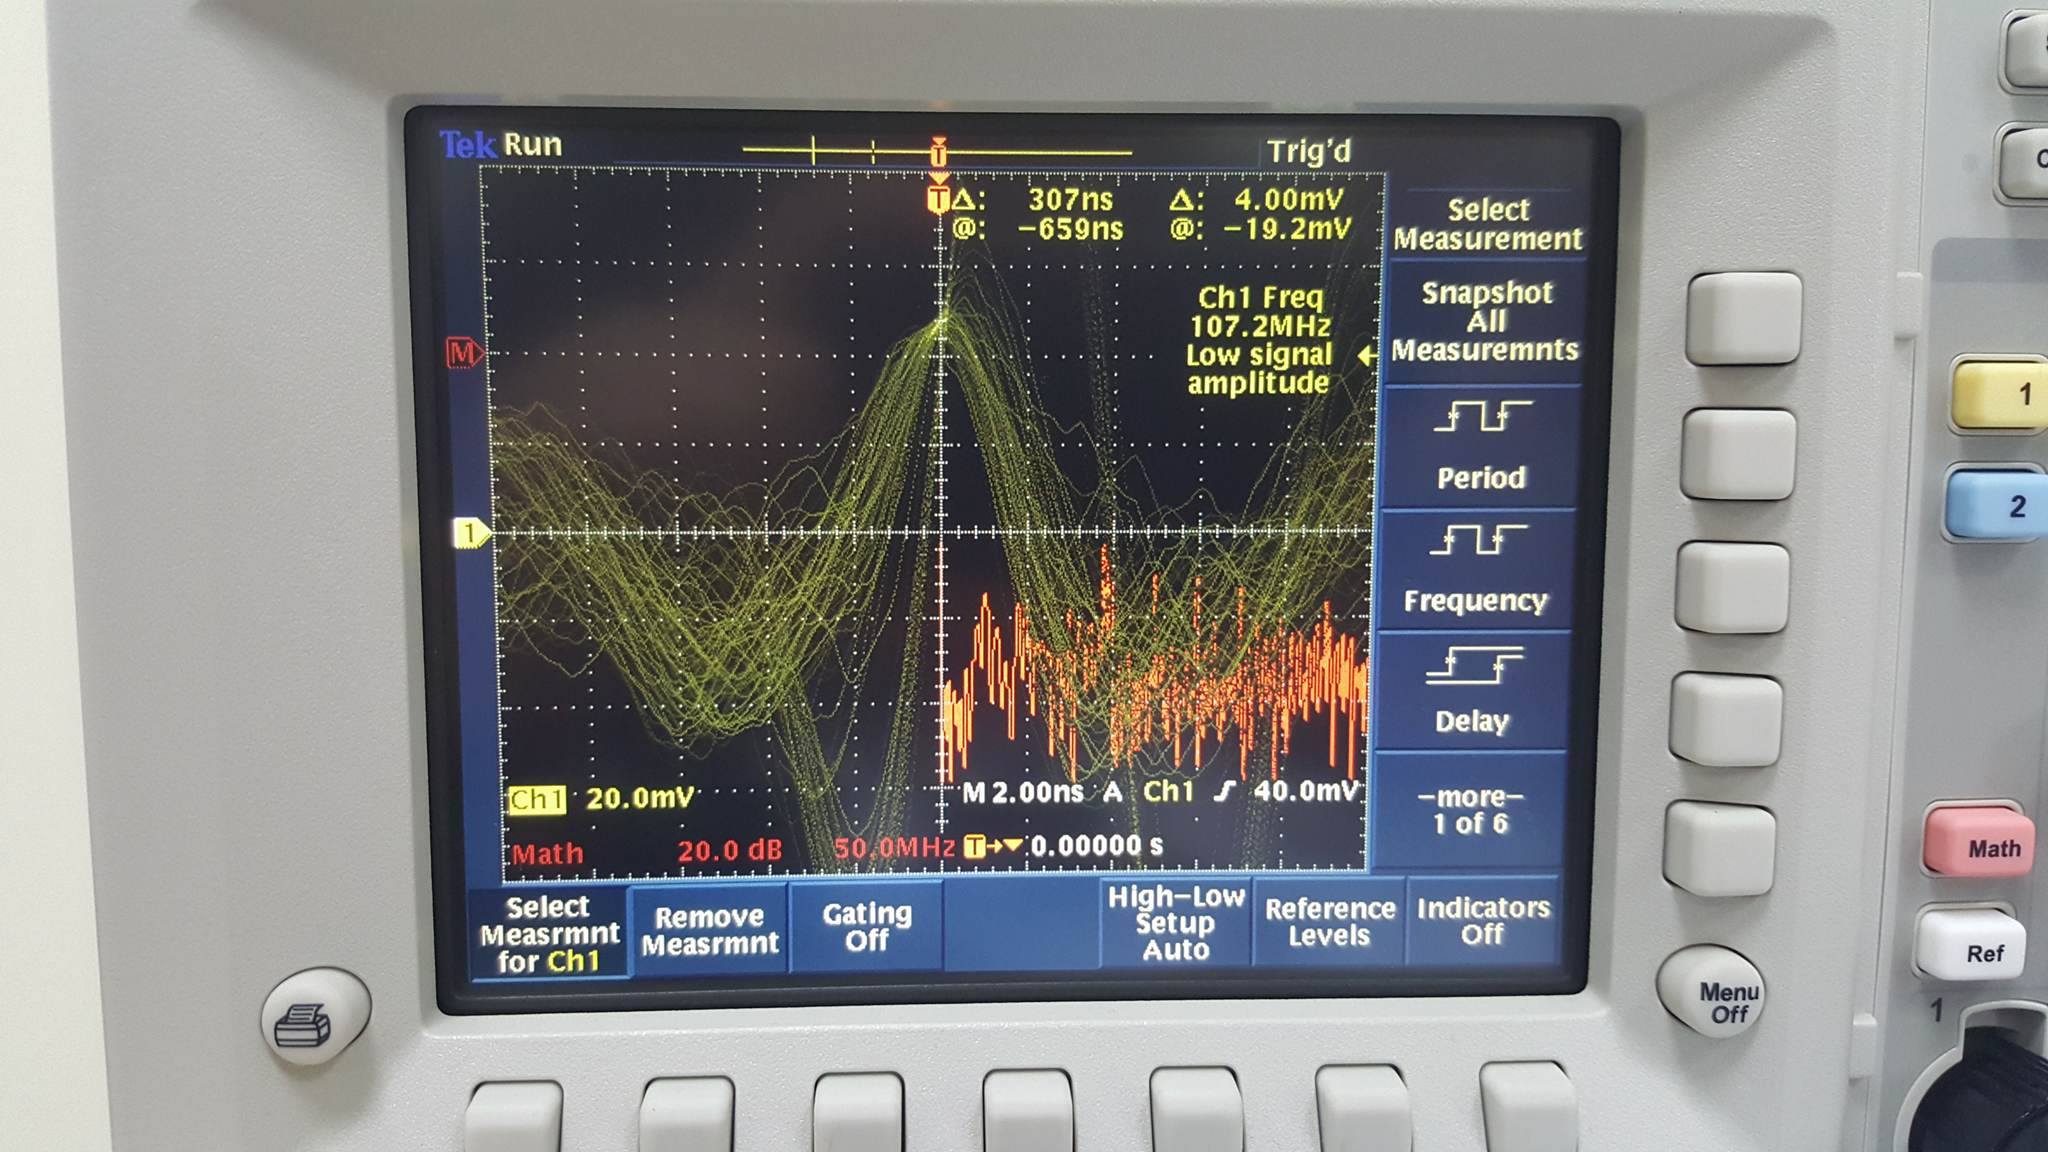 Tek Run
Trig'd
T
T
Δ: 307ns Δ: 4.00mV
@: -659ns @: -19.2mV
Ch1 Freq
107.2MHz
Low signal
amplitude
M
1
Ch1 20.0mV
M 2.00ns A Ch1 40.0mV
Math 20.0 dB 50.0MHz
T 0.00000 s
Select
Measurement
Snapshot
All
Measuremnts
Period
Frequency
Delay
-more-
1 of 6
Select
Measrmnt
for Ch1
Remove
Measrmnt
Gating
Off
High-Low
Setup
Auto
Reference
Levels
Indicators
Off
Menu
Off
1
2
Math
Ref
1